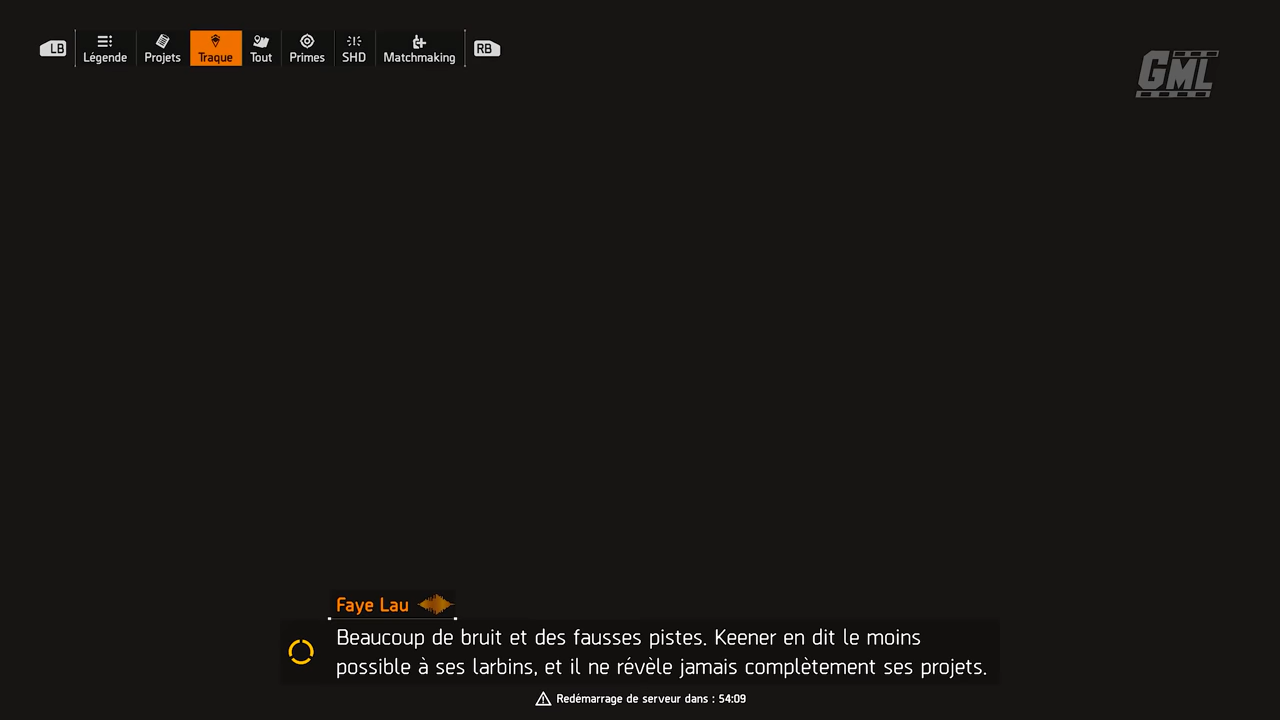 LB Légende Projets Traque Tout Primes SHD Matchmaking RB
GML
Faye Lau
Beaucoup de bruit et des fausses pistes. Keener en dit le moins
possible à ses larbins, et il ne révèle jamais complètement ses projets.
Redémarrage de serveur dans : 54:09